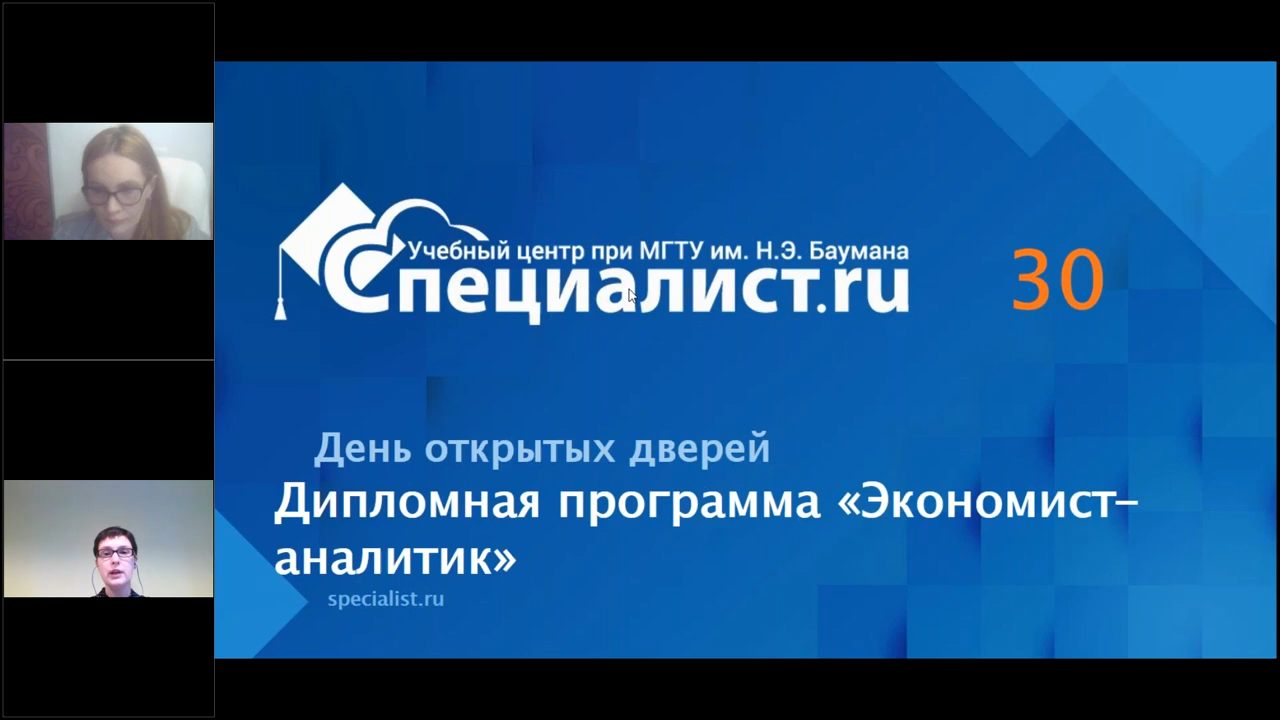 Учебный центр при МГТУ им. Н.Э. Баумана
Специалист.ru
30
День открытых дверей
Дипломная программа «Экономист–
аналитик»
specialist.ru